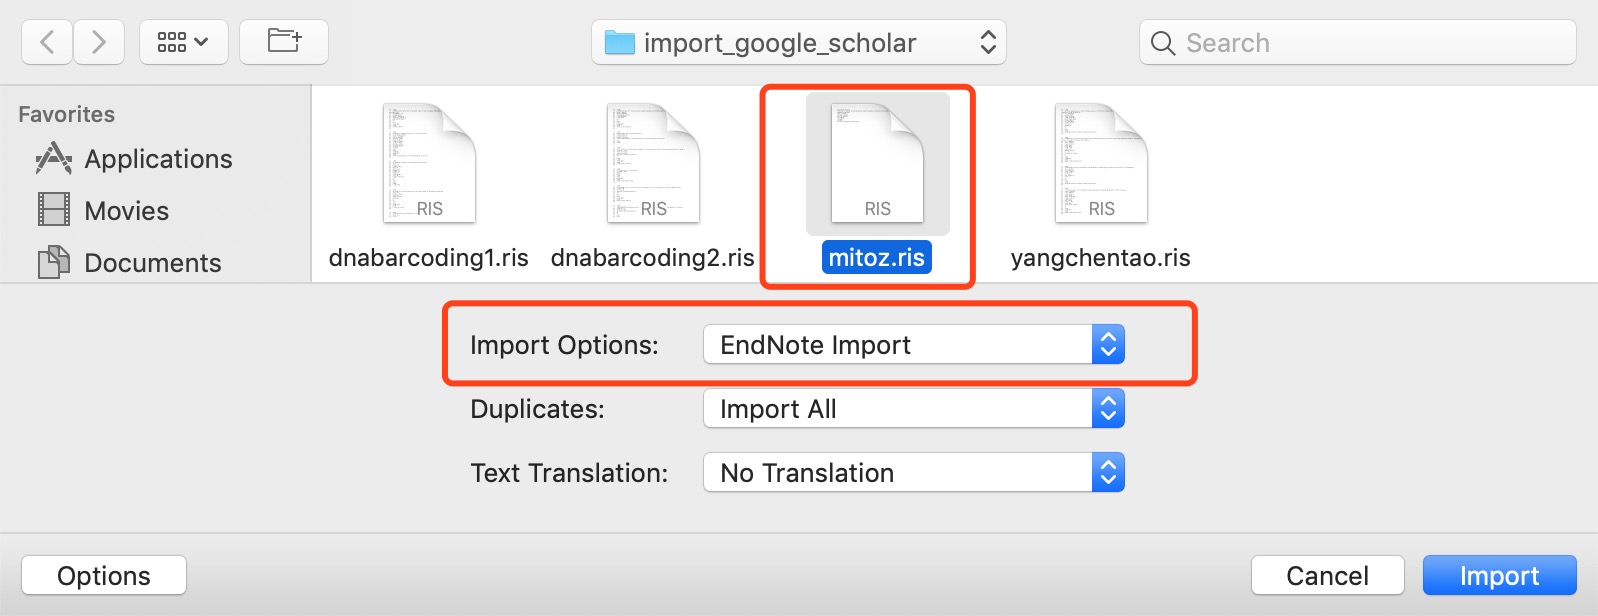 import_google_scholar
Search
Favorites
Applications
Movies
Documents
RIS
RIS
RIS
RIS
dnabarcoding1.ris
dnabarcoding2.ris
mitoz.ris
yangchentao.ris
Import Options:
EndNote Import
Duplicates:
Import All
Text Translation:
No Translation
Options
Cancel
Import